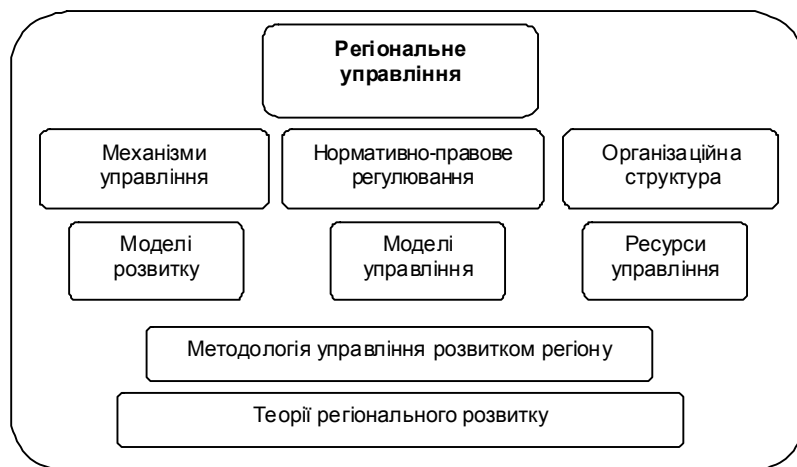 Регіональне
управління
Механізми
управління
Нормативно-правове
регулювання
Організаційна
структура
Моделі
розвитку
Моделі
управління
Ресурси
управління
Методологія управління розвитком регіону
Теорії регіонального розвитку